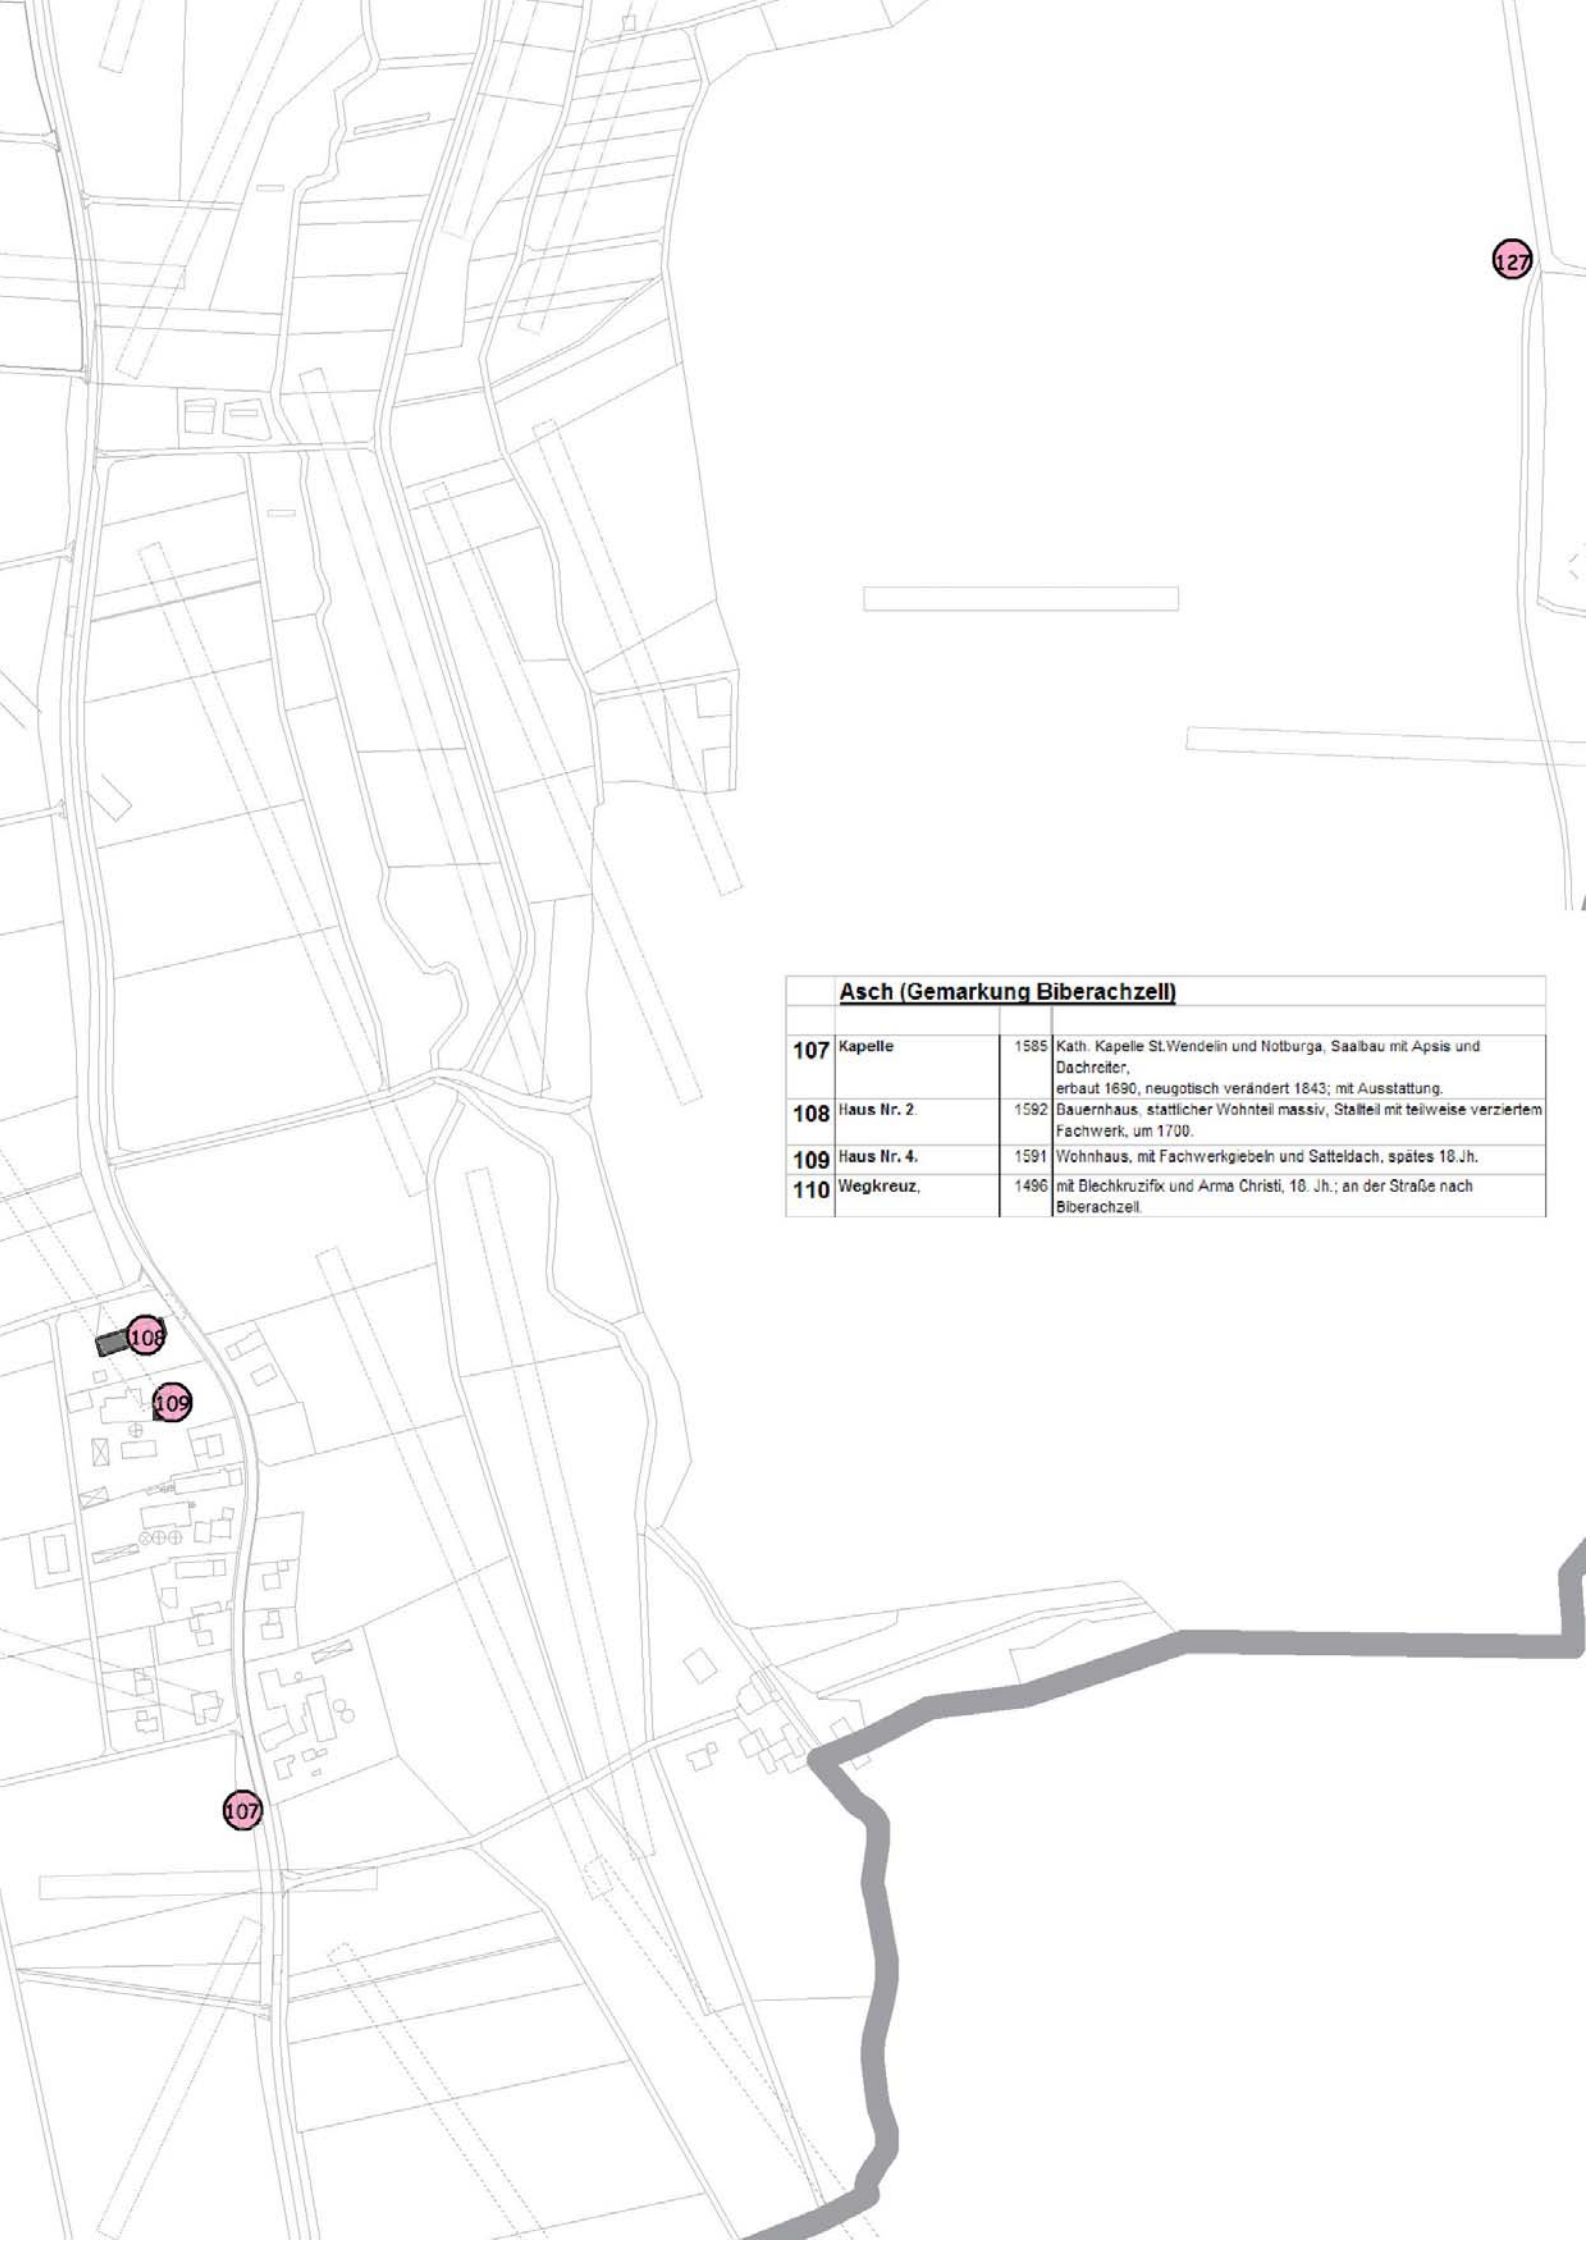 127
Asch (Gemarkung Biberachzell)
107 Kapelle 1585 Kath. Kapelle St.Wendelin und Notburga, Saalbau mit Apsis und
Dachreiter,
erbaut 1690, neugotisch verändert 1843; mit Ausstattung.
108 Haus Nr. 2. 1592 Bauernhaus, stattlicher Wohnteil massiv, Stallteil mit teilweise verziertem
Fachwerk, um 1700.
109 Haus Nr. 4. 1591 Wohnhaus, mit Fachwerkgiebeln und Satteldach, spätes 18.Jh.
110 Wegkreuz, 1496 mit Blechkruzifix und Arma Christi, 18. Jh.; an der Straße nach
Biberachzell.
108
109
107